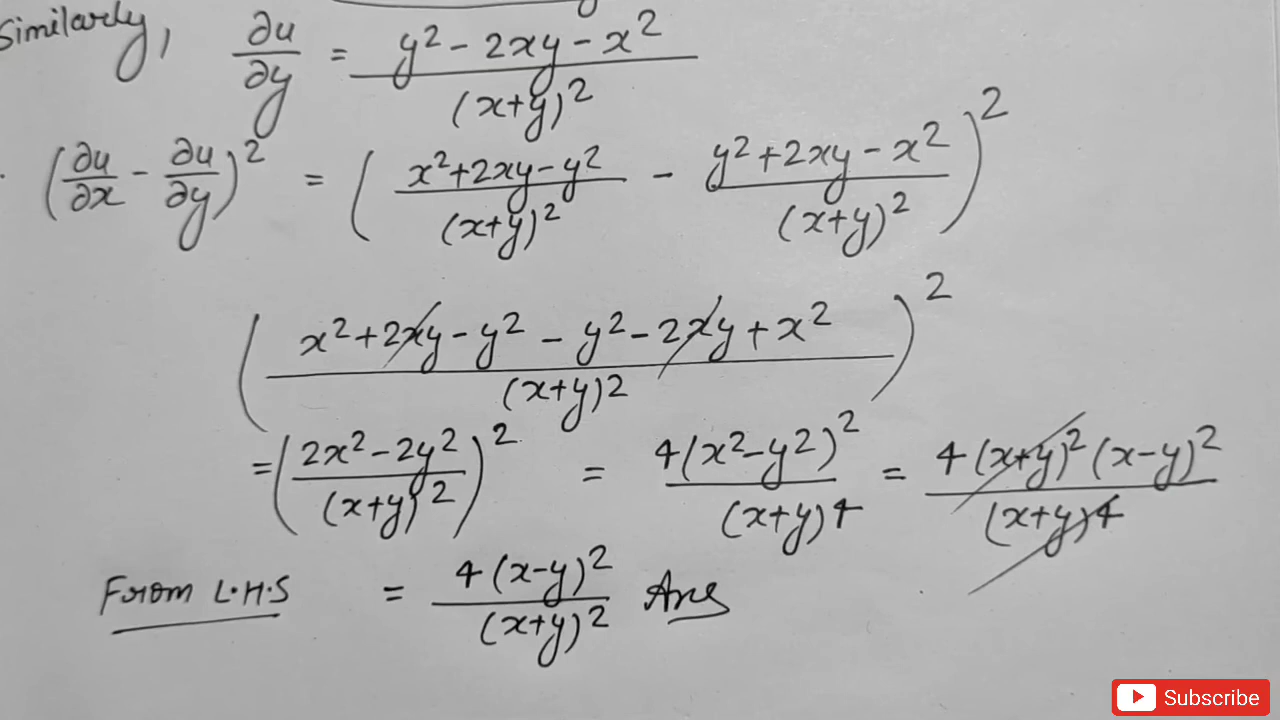 Similarly, ∂u/∂y = (y² - 2xy - x²)/(x+y)²
(∂u/∂x - ∂u/∂y)² = ((x²+2xy-y²)/(x+y)² - (y²+2xy-x²)/(x+y)²)²
((x²+2xy-y² - y²-2xy+x²)/(x+y)²)²
= ((2x²-2y²)/(x+y)²)² = 4(x²-y²)²/(x+y)4 = 4(x+y)²(x-y)²/(x+y)4
From L.H.S = 4(x-y)²/(x+y)² Ans
Subscribe